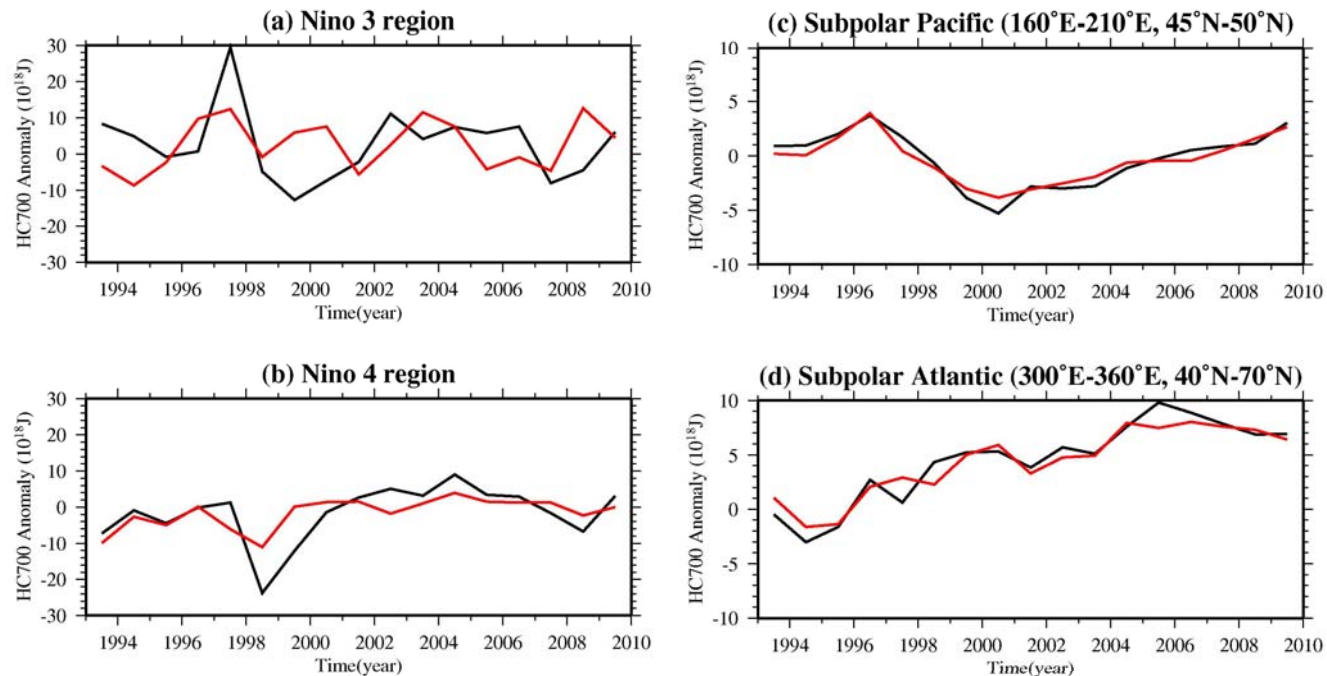 (a) Nino 3 region
HC700 Anomaly (10¹⁸J)
30
20
10
0
-10
-20
-30
1994 1996 1998 2000 2002 2004 2006 2008 2010
Time(year)
(b) Nino 4 region
HC700 Anomaly (10¹⁸J)
30
20
10
0
-10
-20
-30
1994 1996 1998 2000 2002 2004 2006 2008 2010
Time(year)
(c) Subpolar Pacific (160°E-210°E, 45°N-50°N)
HC700 Anomaly (10¹⁸J)
10
5
0
-5
-10
1994 1996 1998 2000 2002 2004 2006 2008 2010
Time(year)
(d) Subpolar Atlantic (300°E-360°E, 40°N-70°N)
HC700 Anomaly (10¹⁸J)
10
5
0
-5
-10
1994 1996 1998 2000 2002 2004 2006 2008 2010
Time(year)